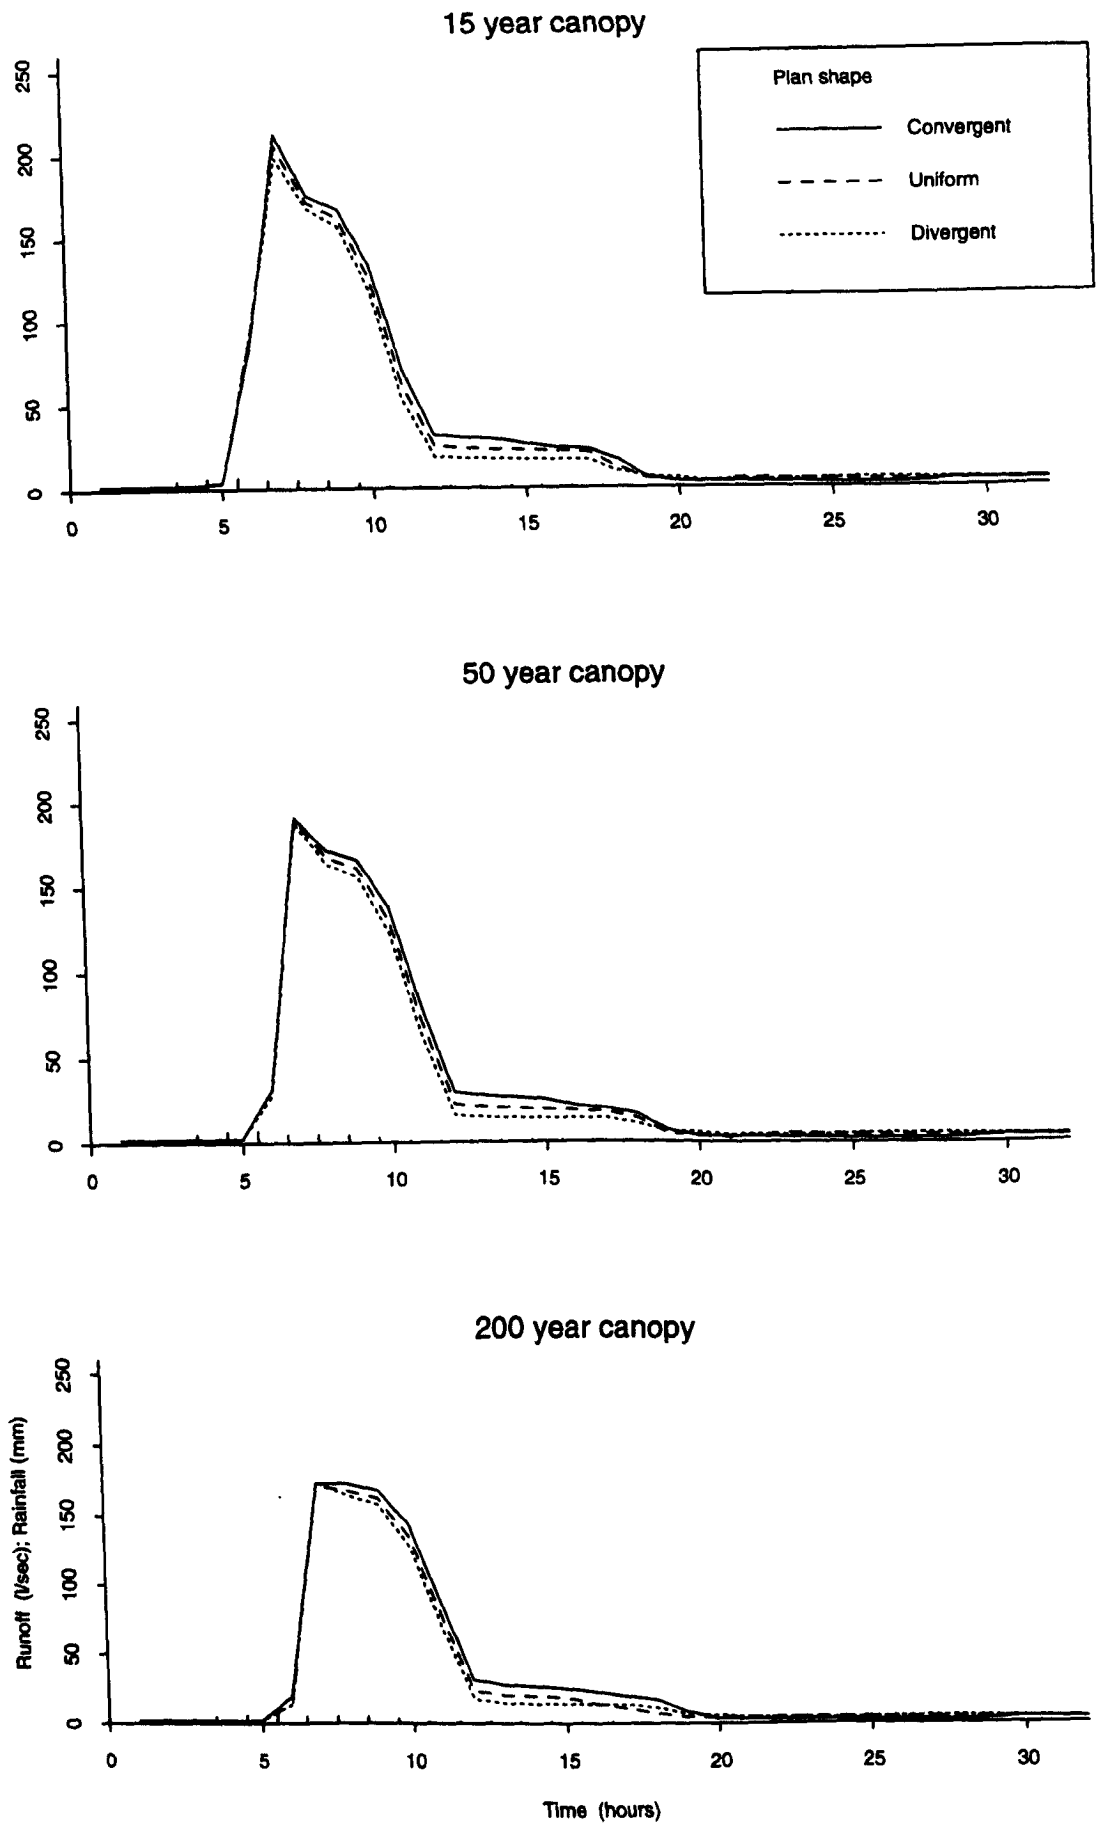 15 year canopy
Plan shape
Convergent
Uniform
Divergent
250
200
150
100
50
0
0 5 10 15 20 25 30
50 year canopy
250
200
150
100
50
0
0 5 10 15 20 25 30
200 year canopy
Runoff (l/sec); Rainfall (mm)
250
200
150
100
50
0
0 5 10 15 20 25 30
Time (hours)